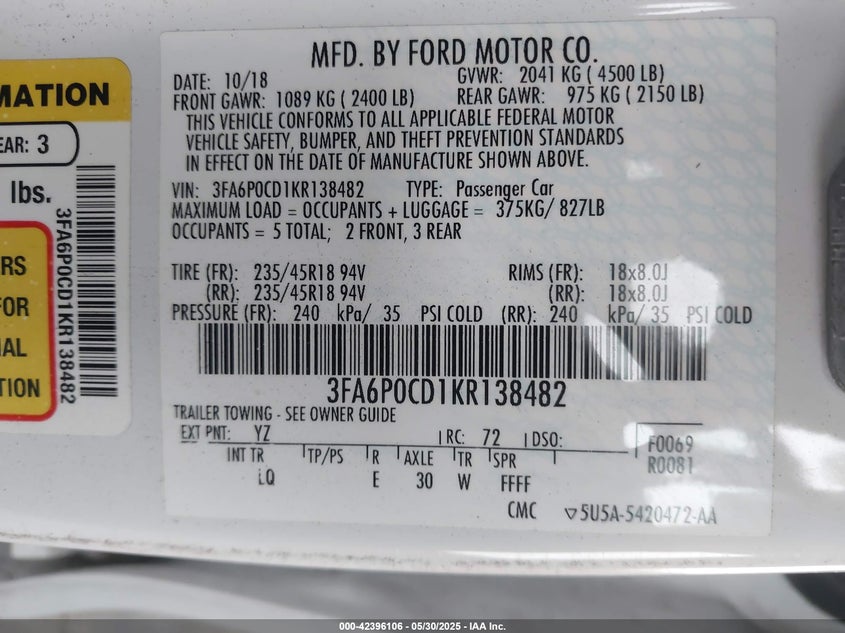 MFD. BY FORD MOTOR CO.
DATE: 10/18 GVWR: 2041 KG ( 4500 LB)
FRONT GAWR: 1089 KG ( 2400 LB) REAR GAWR: 975 KG ( 2150 LB)
THIS VEHICLE CONFORMS TO ALL APPLICABLE FEDERAL MOTOR
VEHICLE SAFETY, BUMPER, AND THEFT PREVENTION STANDARDS
IN EFFECT ON THE DATE OF MANUFACTURE SHOWN ABOVE.
VIN: 3FA6P0CD1KR138482 TYPE: Passenger Car
MAXIMUM LOAD = OCCUPANTS + LUGGAGE = 375KG/ 827LB
OCCUPANTS = 5 TOTAL; 2 FRONT, 3 REAR
TIRE (FR): 235/45R18 94V RIMS (FR): 18x8.0J
(RR): 235/45R18 94V (RR): 18x8.0J
PRESSURE (FR): 240 kPa/ 35 PSI COLD (RR): 240 kPa/ 35 PSI COLD
3FA6P0CD1KR138482
TRAILER TOWING - SEE OWNER GUIDE
EXT PNT: YZ RC: 72 DSO: F0069
INT TR TP/PS R AXLE TR SPR R0081
LQ E 30 W FFFF
CMC ▽5U5A-5420472-AA
MATION
EAR: 3
lbs.
3FA6P0CD1KR138482
RS
FOR
NAL
TION
000-42396106 - 05/30/2025 - IAA Inc.